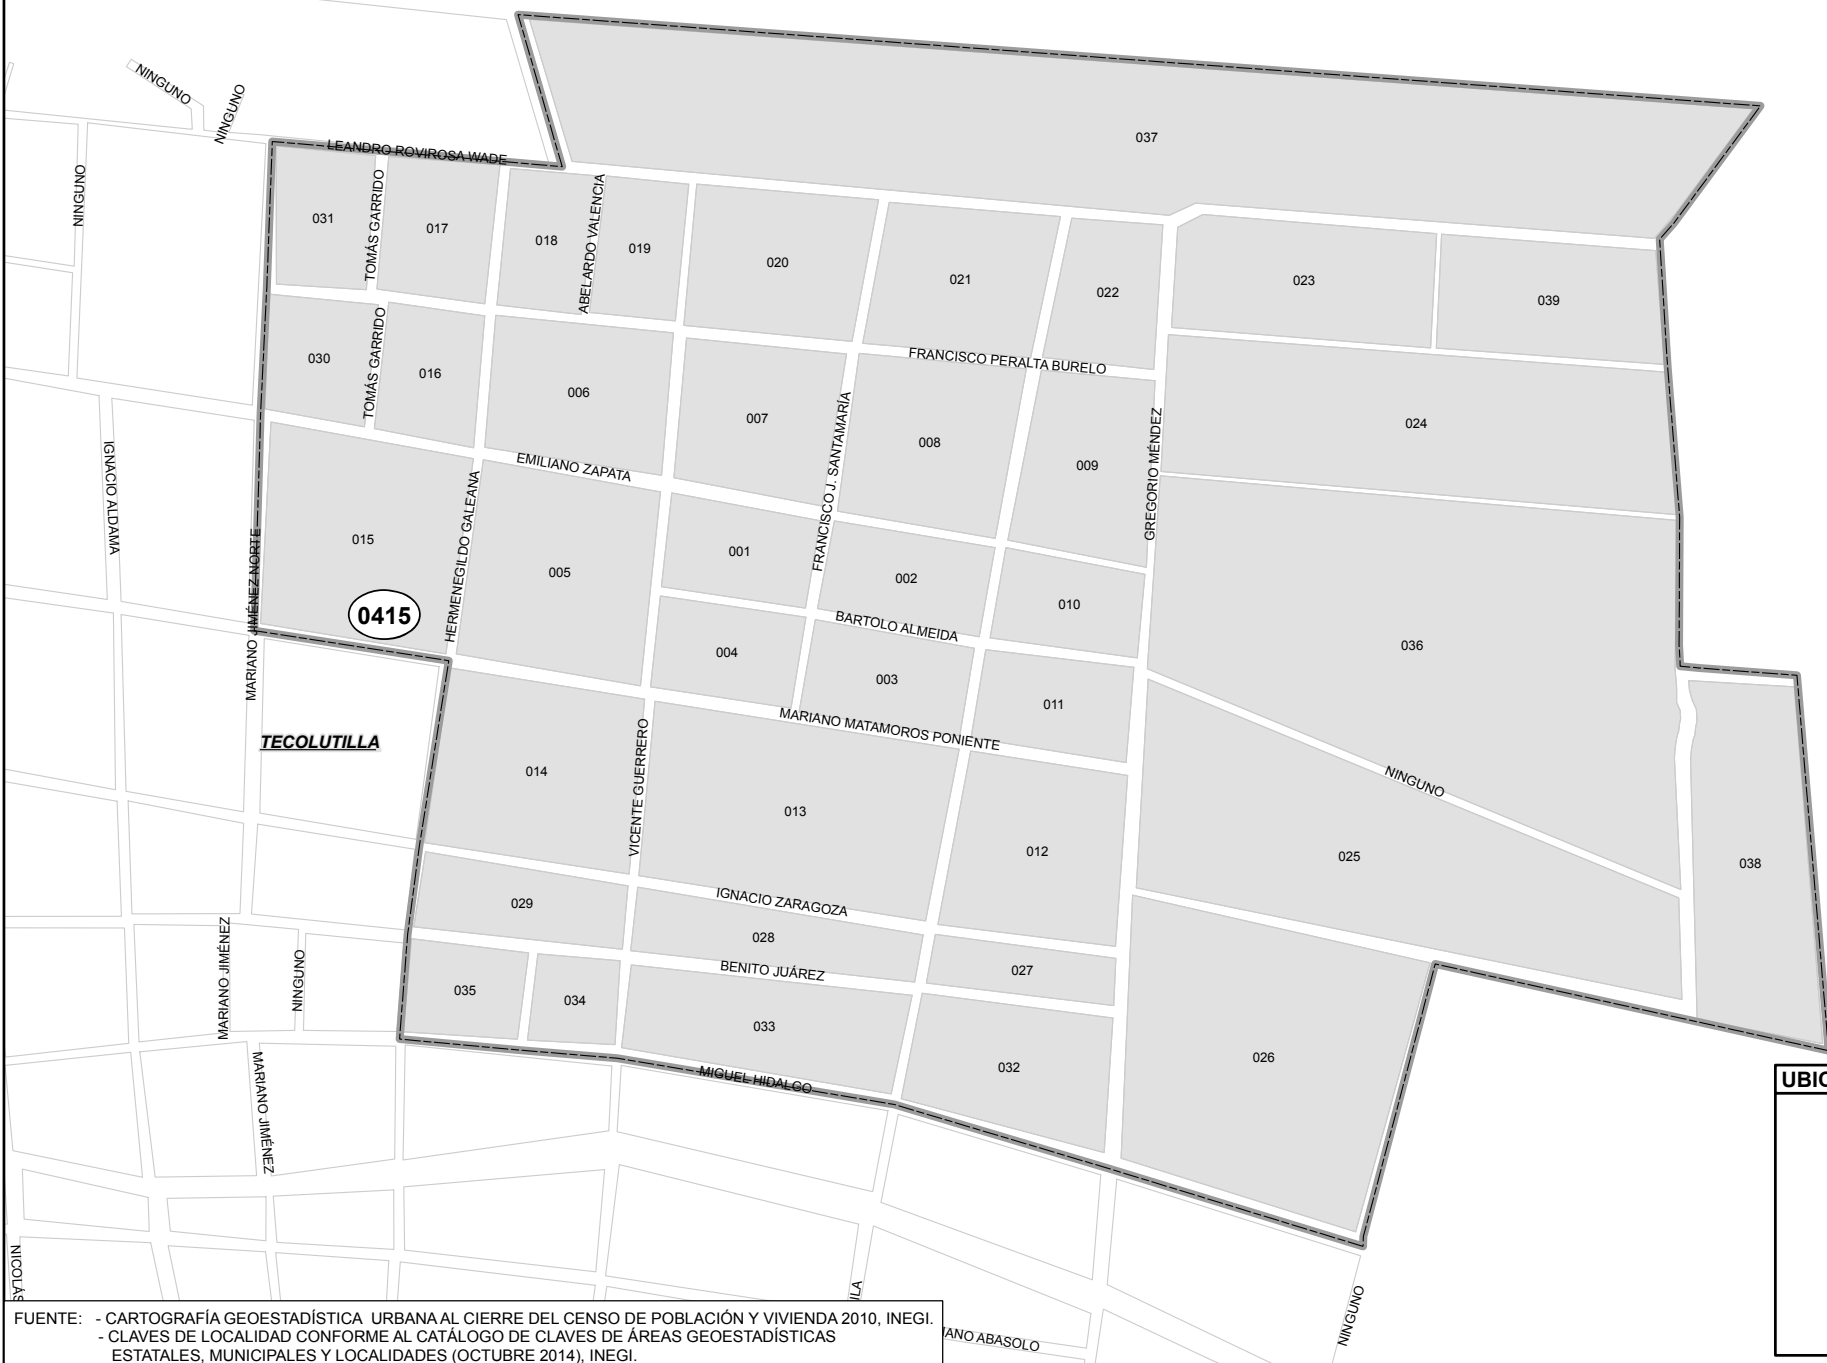 037
NINGUNO
NINGUNO
NINGUNO
LEANDRO ROVIROSA WADE
031
TOMÁS GARRIDO
017
018
ABELARDO VALENCIA
019
020
021
022
023
039
030
TOMÁS GARRIDO
016
006
007
FRANCISCO J. SANTAMARÍA
008
FRANCISCO PERALTA BURELO
009
GREGORIO MÉNDEZ
024
IGNACIO ALDAMA
MARIANO JIMÉNEZ NORTE
015
0415
HERMENEGILDO GALEANA
EMILIANO ZAPATA
005
001
002
010
036
BARTOLO ALMEIDA
004
003
011
MARIANO MATAMOROS PONIENTE
TECOLUTILLA
014
VICENTE GUERRERO
013
012
NINGUNO
025
038
029
IGNACIO ZARAGOZA
028
BENITO JUÁREZ
027
MARIANO JIMÉNEZ
NINGUNO
035
034
033
032
026
MIGUEL HIDALGO
MARIANO JIMÉNEZ
UBIC
NICOLÁS
ILA
IANO ABASOLO
NINGUNO
FUENTE: - CARTOGRAFÍA GEOESTADÍSTICA URBANA AL CIERRE DEL CENSO DE POBLACIÓN Y VIVIENDA 2010, INEGI.
- CLAVES DE LOCALIDAD CONFORME AL CATÁLOGO DE CLAVES DE ÁREAS GEOESTADÍSTICAS
ESTATALES, MUNICIPALES Y LOCALIDADES (OCTUBRE 2014), INEGI.